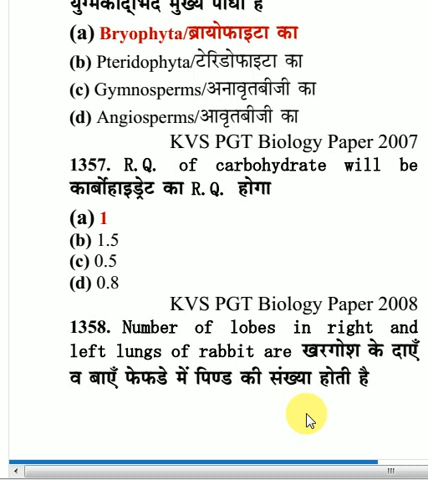 युग्मकोद्भिद मुख्य पौधा है
(a) Bryophyta/ब्रायोफाइटा का
(b) Pteridophyta/टेरिडोफाइटा का
(c) Gymnosperms/अनावृतबीजी का
(d) Angiosperms/आवृतबीजी का
KVS PGT Biology Paper 2007
1357. R.Q. of carbohydrate will be
कार्बोहाइड्रेट का R.Q. होगा
(a) 1
(b) 1.5
(c) 0.5
(d) 0.8
KVS PGT Biology Paper 2008
1358. Number of lobes in right and
left lungs of rabbit are खरगोश के दाएँ
व बाएँ फेफडे में पिण्ड की संख्या होती है